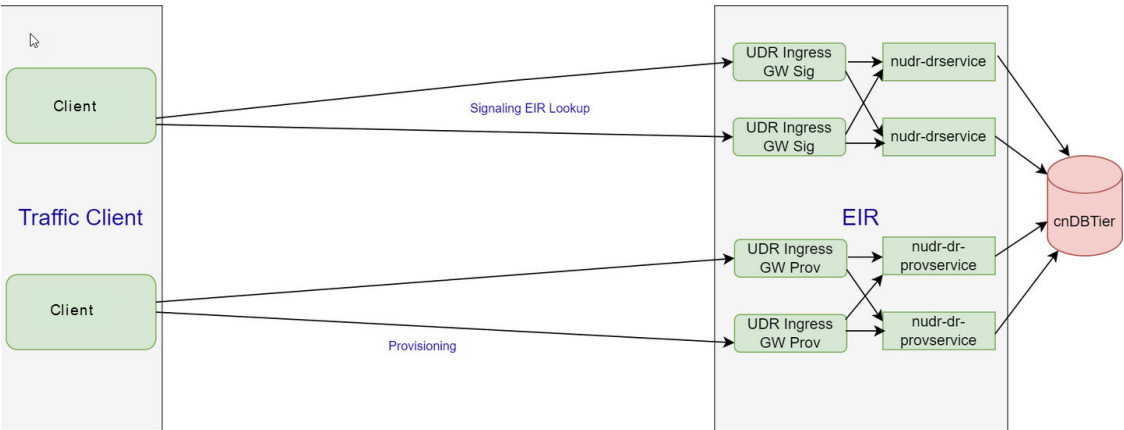 Client
Signaling EIR Lookup
UDR Ingress
GW Sig
nudr-drservice
UDR Ingress
GW Sig
nudr-drservice
Traffic Client
EIR
cnDBTier
Client
Provisioning
UDR Ingress
GW Prov
nudr-dr-
provservice
UDR Ingress
GW Prov
nudr-dr-
provservice